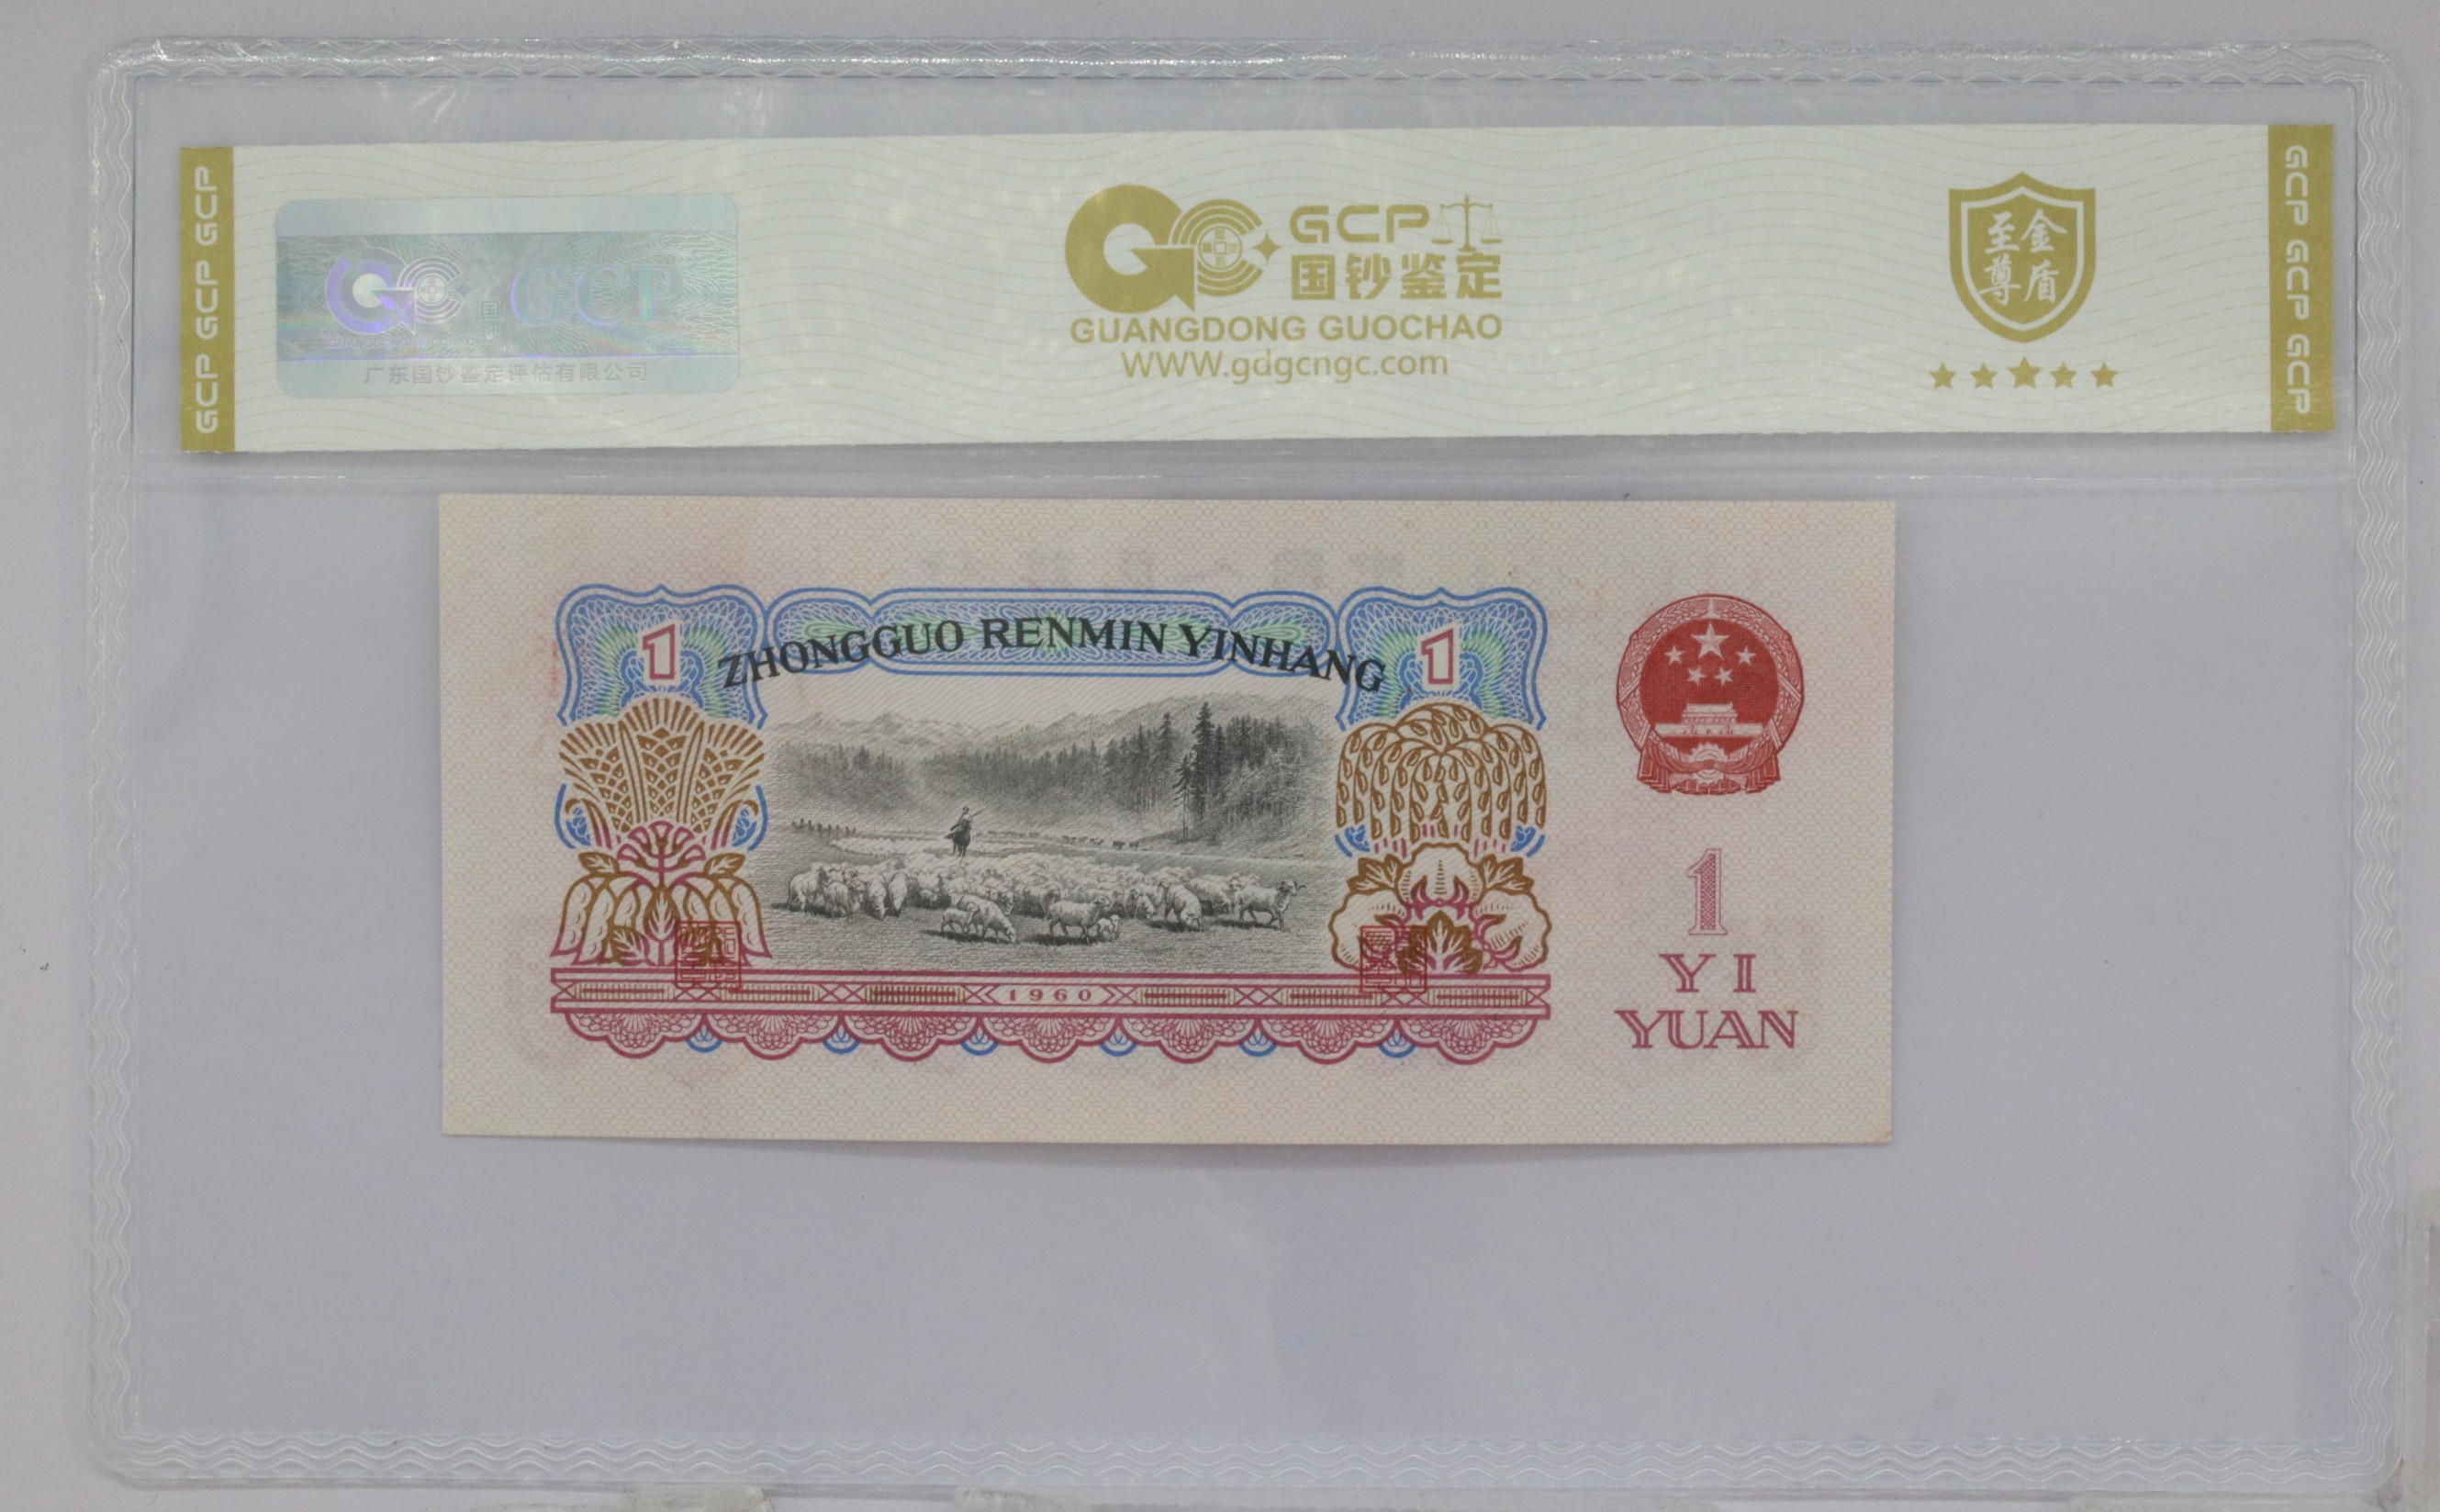 GCP GCP GCP
GCP
国钞
GUANGDONG GUOCHAO
广东国钞鉴定评估有限公司
GCP
国钞鉴定
GUANGDONG GUOCHAO
WWW.gdgcngc.com
至金
尊盾
GCP GCP GCP
1
ZHONGGUO RENMIN YINHANG
1
1
YI
YUAN
1960